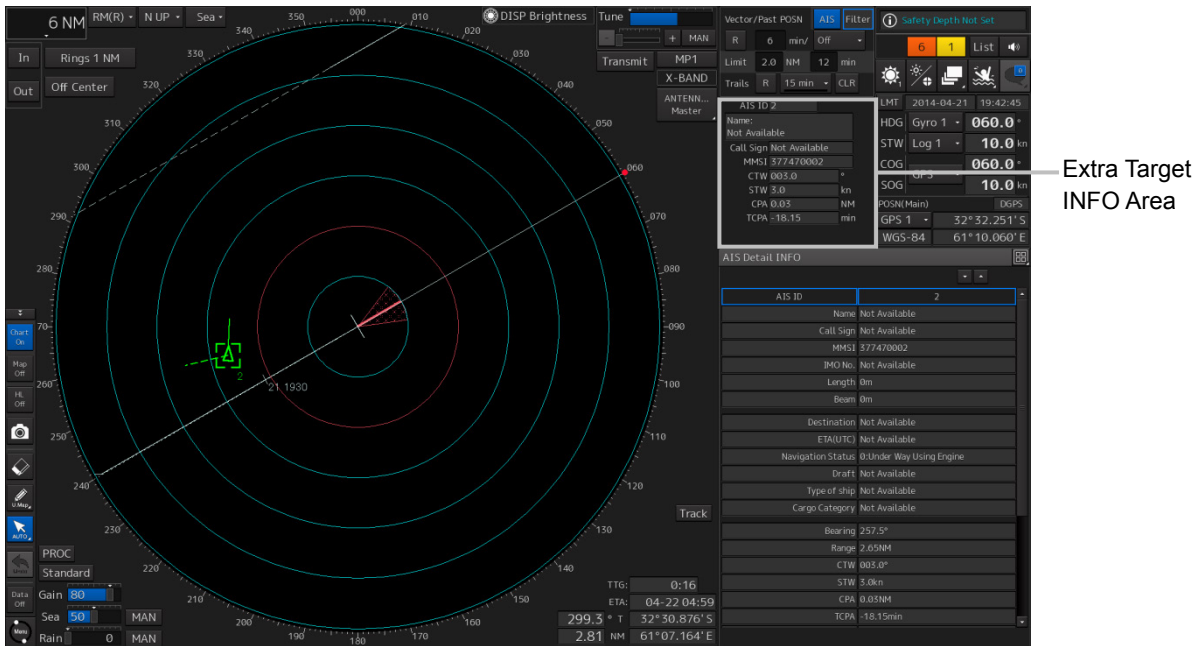 6 NM
RM(R)
N UP
Sea
In
Out
Rings 1 NM
Off Center
DISP Brightness
Tune
- + MAN
Transmit
MP1
X-BAND
ANTENN...
Master
Vector/Past POSN AIS Filter
R 6 min/ Off
Limit 2.0 NM 12 min
Trails R 15 min CLR
Safety Depth Not Set
6 1 List
1
6
LMT 2014-04-21 19:42:45
HDG Gyro 1 060.0 °
STW Log 1 10.0 kn
COG 060.0 °
GPS
SOG 10.0 kn
POSN(Main) DGPS
GPS 1 32°32.251'S
WGS-84 61°10.060'E
AIS ID 2
Name:
Not Available
Call Sign Not Available
MMSI 377470002
CTW 003.0 °
STW 3.0 kn
CPA 0.03 NM
TCPA -18.15 min
Extra Target
INFO Area
AIS Detail INFO
AIS ID 2
Name Not Available
Call Sign Not Available
MMSI 377470002
IMO No. Not Available
Length 0m
Beam 0m
Destination Not Available
ETA(UTC) Not Available
Navigation Status 0:Under Way Using Engine
Draft Not Available
Type of ship Not Available
Cargo Category Not Available
Bearing 257.5°
Range 2.65NM
CTW 003.0°
STW 3.0kn
CPA 0.03NM
TCPA -18.15min
350
000
010
020
030
050
060
070
080
090
100
110
120
130
140
150
160
170
180
190
200
210
220
230
240
250
260
70
280
290
300
310
320
330
340
2
21 1930
Chart
On
Map
Off
HL
Off
U.Map
AUTO
Undo
Data
Off
Menu
PROC
Standard
Gain 80
Sea 50 MAN
Rain 0 MAN
Track
TTG: 0:16
ETA: 04-22 04:59
299.3 ° T 32°30.876'S
2.81 NM 61°07.164'E